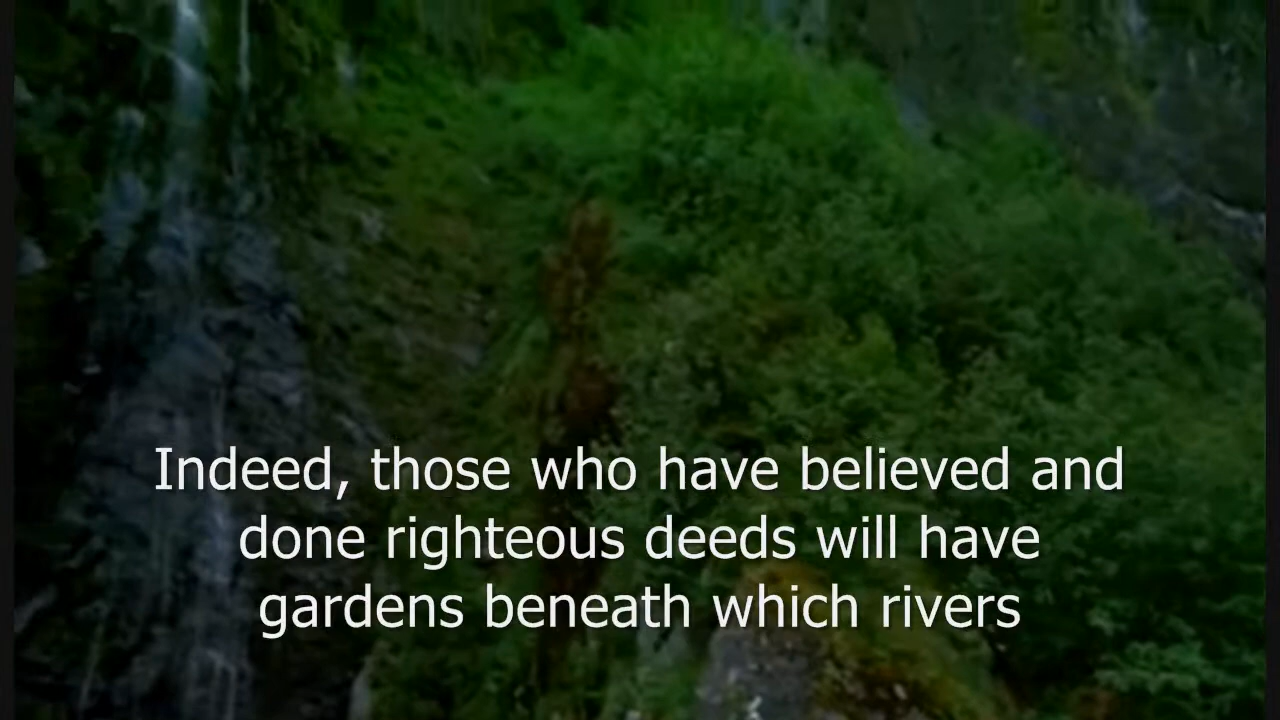 Indeed, those who have believed and
done righteous deeds will have
gardens beneath which rivers